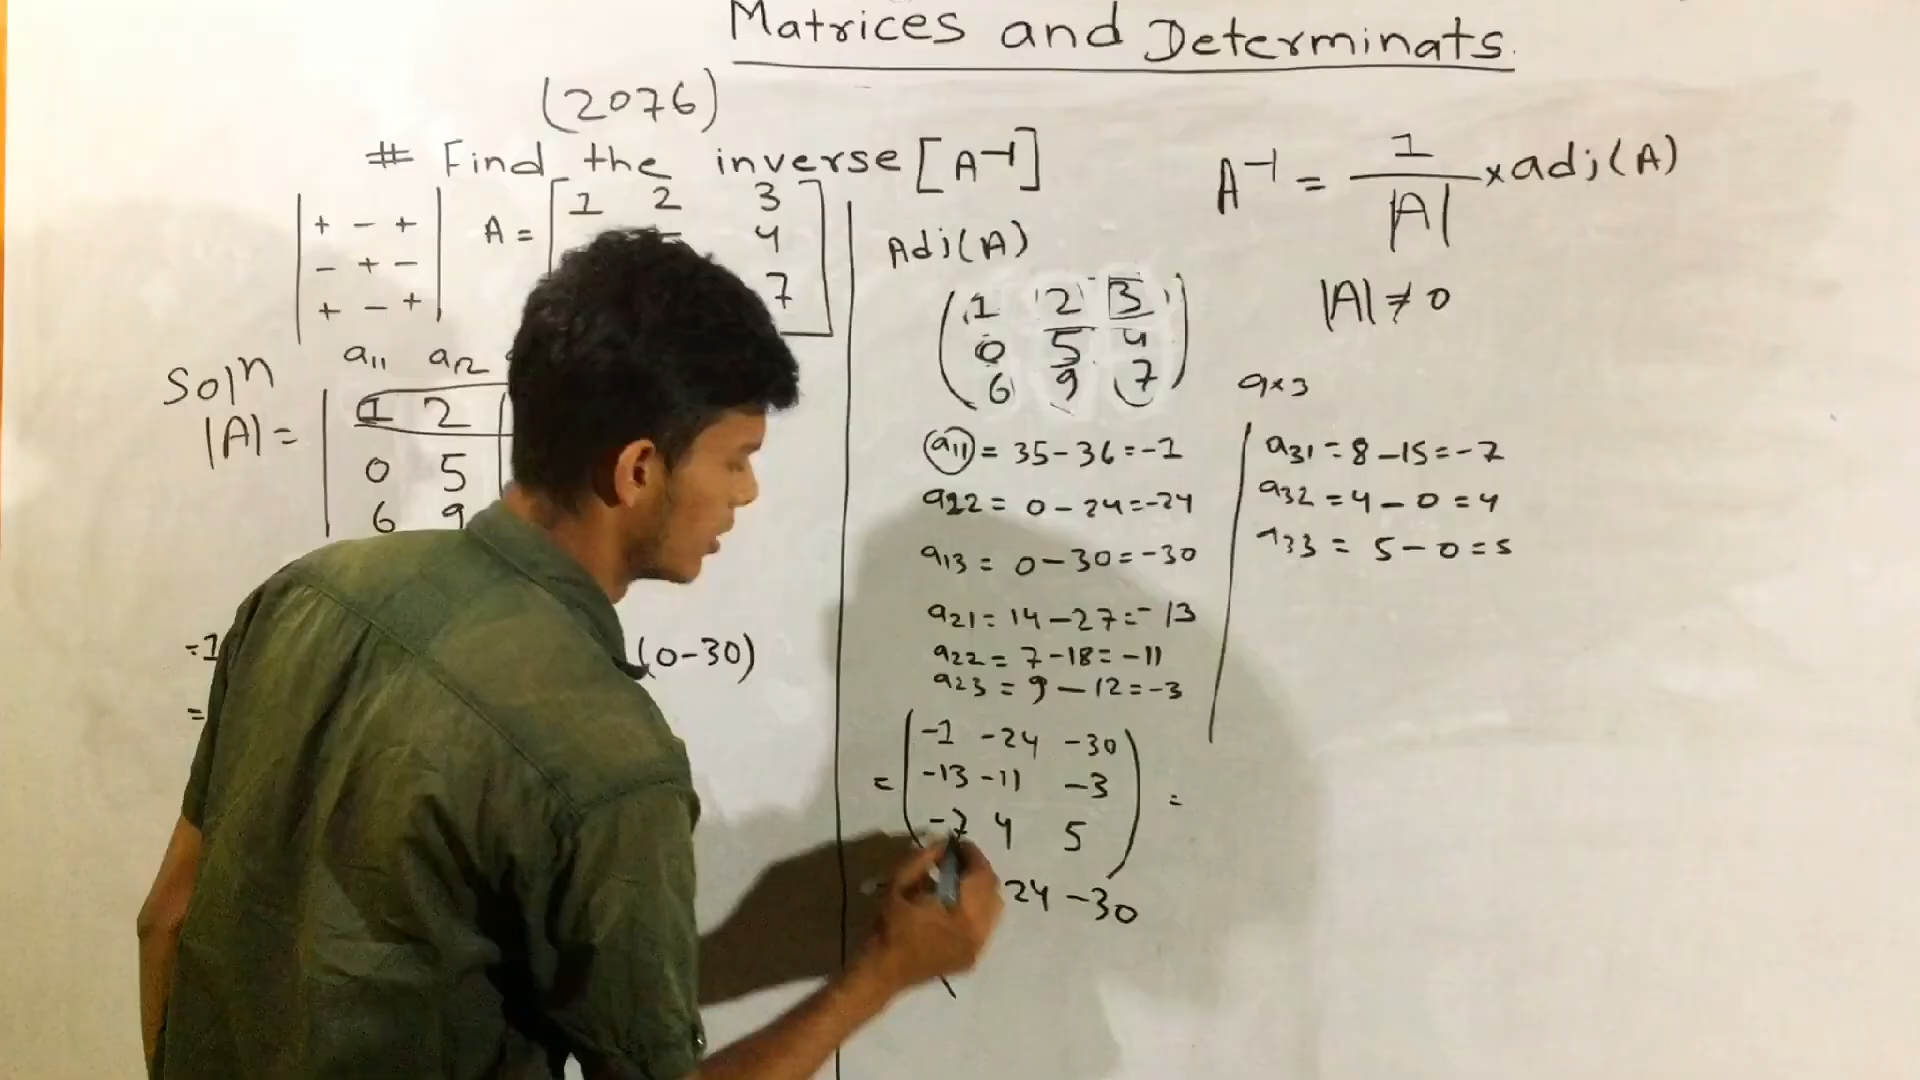 Matrices and Determinats.
(2076)
# Find the inverse [A⁻¹]
+ - +
- + -
+ - +
A = [1 2 3
4
7]
Solⁿ
a11 a12
|A| =
1 2
0 5
6 9
=1 (0-30)
=
Adj(A)
(1 2 3
0 5 4
6 9 7)
a11 = 35-36=-1
a22 = 0-24=-24
a13 = 0-30=-30
a21=14-27=-13
a22=7-18=-11
a23=9-12=-3
= (-1 -24 -30
-13 -11 -3
-7 4 5) =
24 -30
A⁻¹ = 1/|A| × adj(A)
|A| ≠ 0
9×3
a31=8-15=-7
a32=4-0=4
a33=5-0=5